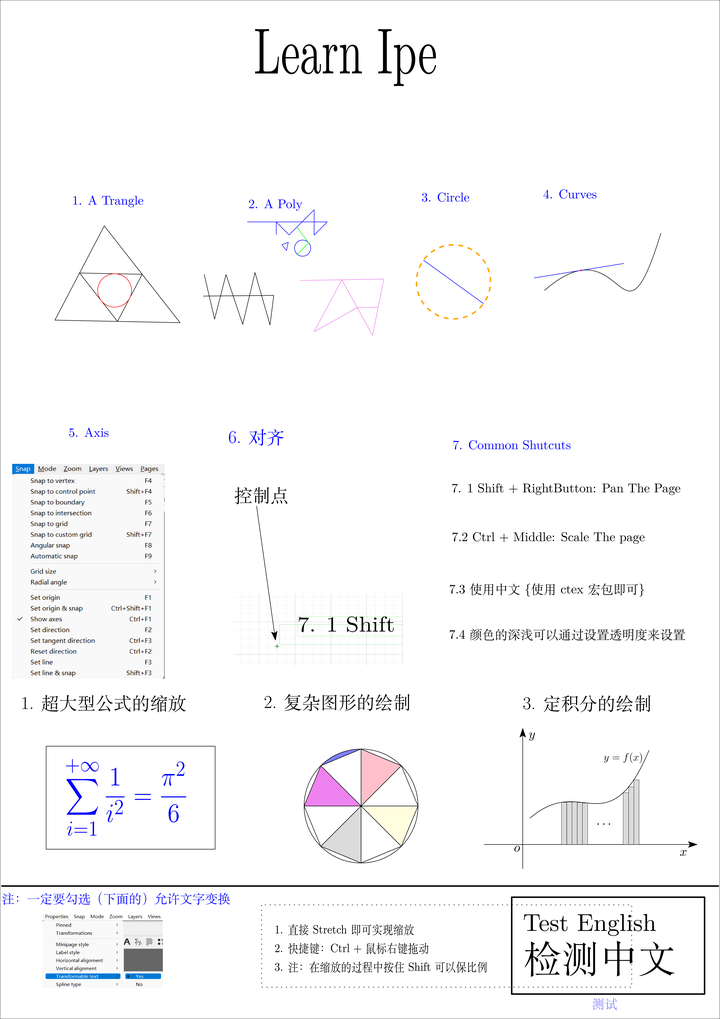 Learn Ipe
1. A Trangle
2. A Poly
3. Circle
4. Curves
5. Axis
Snap Mode Zoom Layers Views Pages
Snap to vertex F4
Snap to control point Shift+F4
Snap to boundary F5
Snap to intersection F6
Snap to grid F7
Snap to custom grid Shift+F7
Angular snap F8
Automatic snap F9
Grid size
Radial angle
Set origin F1
Set origin & snap Ctrl+Shift+F1
Show axes Ctrl+F1
Set direction F2
Set tangent direction Ctrl+F3
Reset direction Ctrl+F2
Set line F3
Set line & snap Shift+F3
6. 对齐
控制点
7. 1 Shift
7. Common Shutcuts
7. 1 Shift + RightButton: Pan The Page
7.2 Ctrl + Middle: Scale The page
7.3 使用中文 {使用 ctex 宏包即可}
7.4 颜色的深浅可以通过设置透明度来设置
1. 超大型公式的缩放
+∞
∑ 1/i² = π²/6
i=1
2. 复杂图形的绘制
3. 定积分的绘制
y
y = f(x)
···
o
x
注：一定要勾选（下面的）允许文字变换
Properties Snap Mode Zoom Layers Views
Pinned
Transformations
Minipage style
Label style
Horizontal alignment
Vertical alignment
Transformable text Yes
Spline type No
1. 直接 Stretch 即可实现缩放
2. 快捷键：Ctrl + 鼠标右键拖动
3. 注：在缩放的过程中按住 Shift 可以保比例
Test English
检测中文
测试